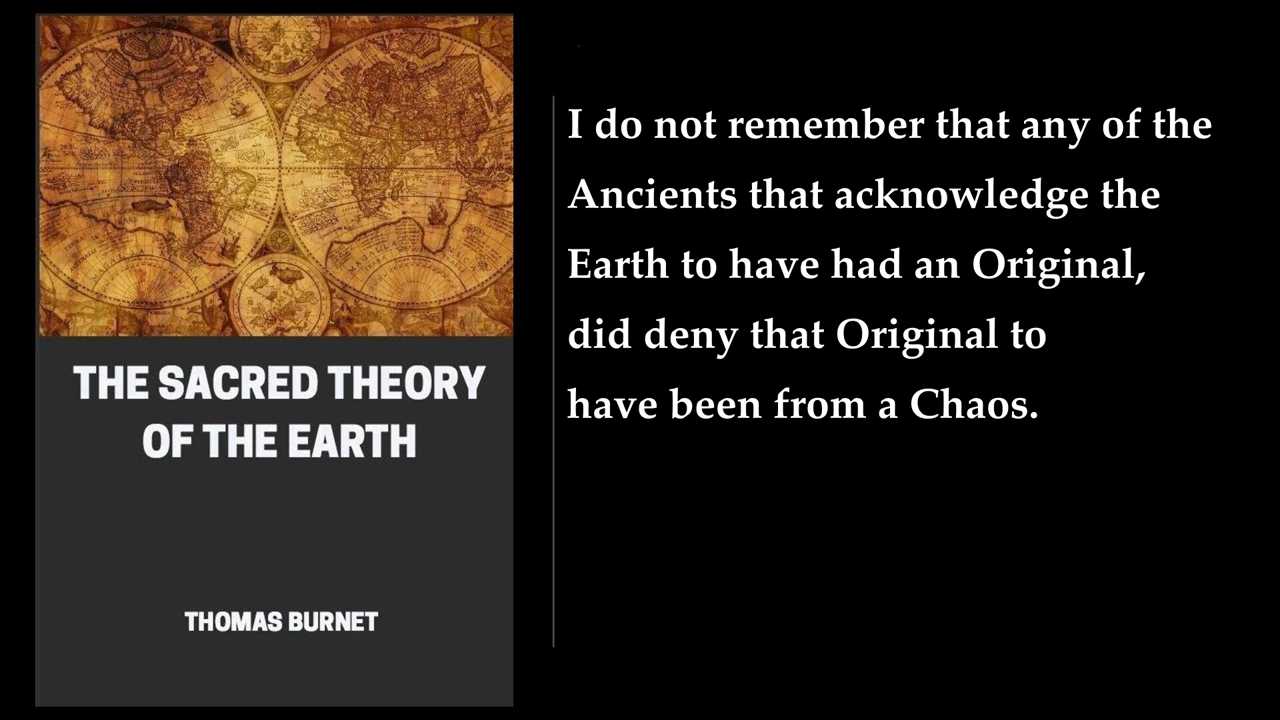 THE SACRED THEORY
OF THE EARTH
THOMAS BURNET
I do not remember that any of the
Ancients that acknowledge the
Earth to have had an Original,
did deny that Original to
have been from a Chaos.